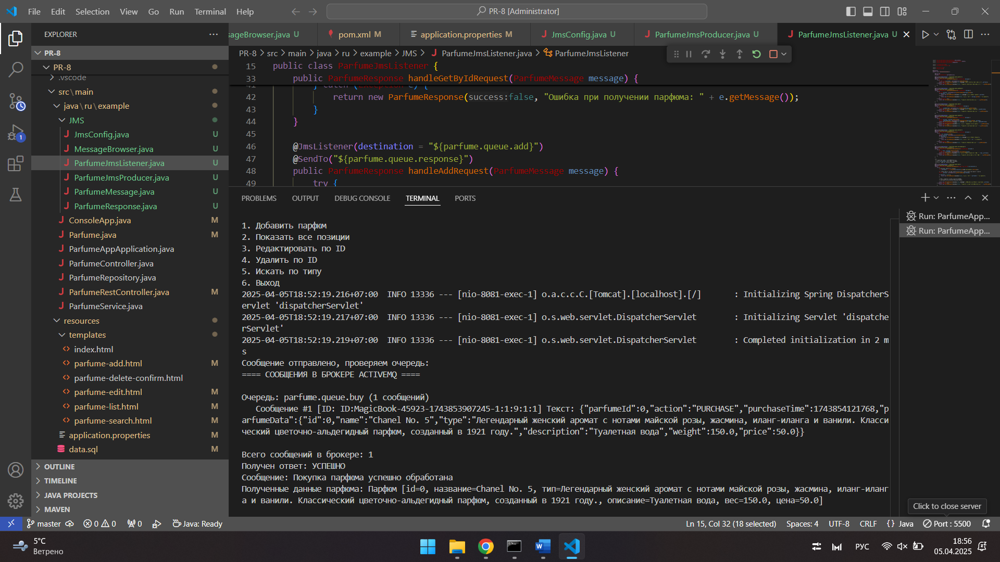 File Edit Selection View Go Run Terminal Help
PR-8 [Administrator]
EXPLORER
sageBrowser.java U
pom.xml M
application.properties M
JmsConfig.java U
ParfumeJmsProducer.java U
ParfumeJmsListener.java U
PR-8
PR-8 > src > main > java > ru > example > JMS > ParfumeJmsListener.java > ParfumeJmsListener
PR-8
.vscode
src\main
java\ru\example
JMS
JmsConfig.java U
MessageBrowser.java U
ParfumeJmsListener.java U
ParfumeJmsProducer.java U
ParfumeMessage.java U
ParfumeResponse.java U
ConsoleApp.java M
Parfume.java M
ParfumeAppApplication.java
ParfumeController.java
ParfumeRepository.java
ParfumeRestController.java M
ParfumeService.java
resources
templates
index.html
parfume-add.html M
parfume-delete-confirm.html
parfume-edit.html M
parfume-list.html M
parfume-search.html M
application.properties M
data.sql M
OUTLINE
TIMELINE
JAVA PROJECTS
MAVEN
15 public class ParfumeJmsListener {
33 public ParfumeResponse handleGetByIdRequest(ParfumeMessage message) {
41 } catch (Exception e) {
42 return new ParfumeResponse(success:false, "Ошибка при получении парфюма: " + e.getMessage());
43 }
44 }
45
46 @JmsListener(destination = "${parfume.queue.add}")
47 @SendTo("${parfume.queue.response}")
48 public ParfumeResponse handleAddRequest(ParfumeMessage message) {
49 try {
PROBLEMS OUTPUT DEBUG CONSOLE TERMINAL PORTS
Run: ParfumeApp...
Run: ParfumeApp...
1. Добавить парфюм
2. Показать все позиции
3. Редактировать по ID
4. Удалить по ID
5. Искать по типу
6. Выход
2025-04-05T18:52:19.216+07:00  INFO 13336 --- [nio-8081-exec-1] o.a.c.c.C.[Tomcat].[localhost].[/]       : Initializing Spring DispatcherS
ervlet 'dispatcherServlet'
2025-04-05T18:52:19.217+07:00  INFO 13336 --- [nio-8081-exec-1] o.s.web.servlet.DispatcherServlet        : Initializing Servlet 'dispatche
rServlet'
2025-04-05T18:52:19.219+07:00  INFO 13336 --- [nio-8081-exec-1] o.s.web.servlet.DispatcherServlet        : Completed initialization in 2 m
s
Сообщение отправлено, проверяем очередь:
==== СООБЩЕНИЯ В БРОКЕРЕ ACTIVEMQ ====
Очередь: parfume.queue.buy (1 сообщений)
Сообщение #1 [ID: ID:MagicBook-45923-1743853907245-1:1:9:1:1] Текст: {"parfumeId":0,"action":"PURCHASE","purchaseTime":1743854121768,"p
arfumeData":{"id":0,"name":"Chanel No. 5","type":"Легендарный женский аромат с нотами майской розы, жасмина, иланг-иланга и ванили. Класси
ческий цветочно-альдегидный парфюм, созданный в 1921 году.","description":"Туалетная вода","weight":150.0,"price":50.0}}
Всего сообщений в брокере: 1
Получен ответ: УСПЕШНО
Сообщение: Покупка парфюма успешно обработана
Полученные данные парфюма: Парфюм [id=0, название=Chanel No. 5, тип=Легендарный женский аромат с нотами майской розы, жасмина, иланг-иланг
а и ванили. Классический цветочно-альдегидный парфюм, созданный в 1921 году., описание=Туалетная вода, вес=150.0, цена=50.0]
Click to close server
1
master 0 0 0 Java: Ready
Ln 15, Col 32 (18 selected) Spaces: 4 UTF-8 CRLF {} Java Port : 5500
5°C
Ветрено
РУС
18:56
05.04.2025